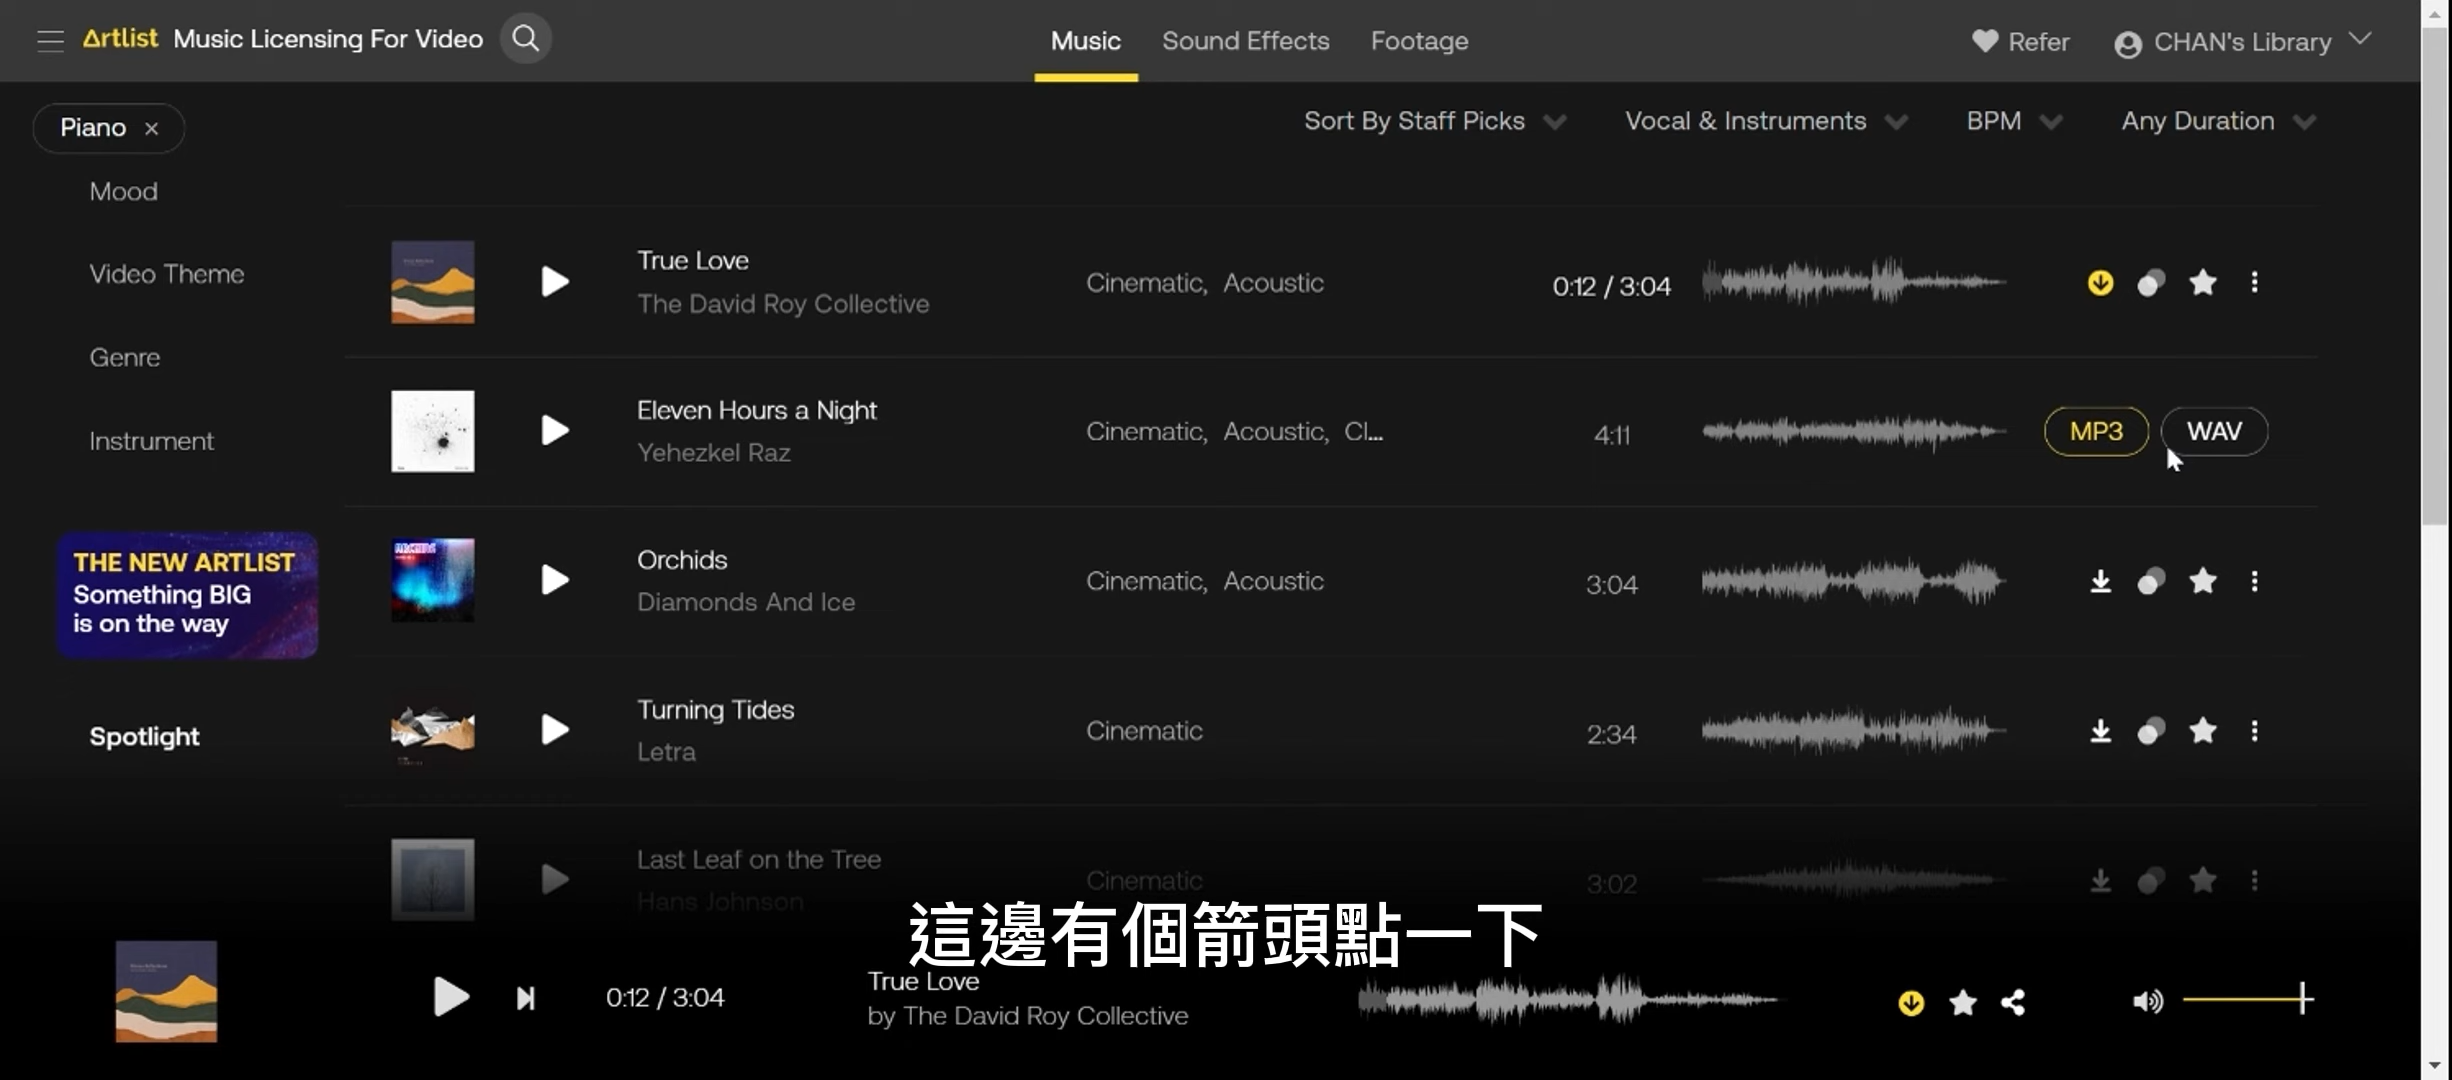 Artlist Music Licensing For Video
Music Sound Effects Footage
Refer CHAN's Library
Piano ×
Sort By Staff Picks Vocal & Instruments BPM Any Duration
Mood
Video Theme
Genre
Instrument
THE NEW ARTLIST
Something BIG
is on the way
Spotlight
True Love
The David Roy Collective
Cinematic, Acoustic
0:12 / 3:04
Eleven Hours a Night
Yehezkel Raz
Cinematic, Acoustic, Cl...
4:11
MP3 WAV
Orchids
Diamonds And Ice
Cinematic, Acoustic
3:04
Turning Tides
Letra
Cinematic
2:34
Last Leaf on the Tree
Hans Johnson
Cinematic
3:02
這邊有個箭頭點一下
0:12 / 3:04
True Love
by The David Roy Collective